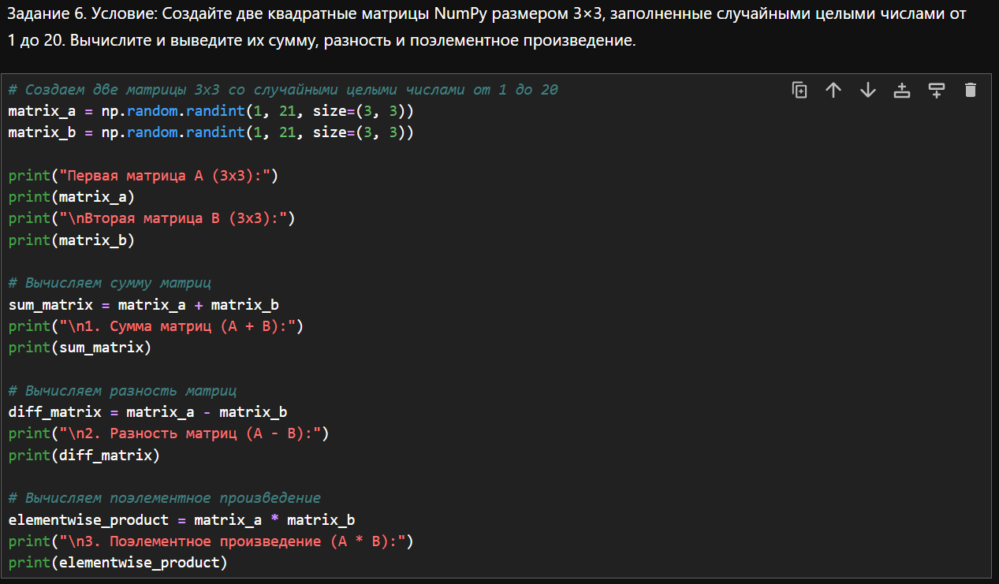 Задание 6. Условие: Создайте две квадратные матрицы NumPy размером 3×3, заполненные случайными целыми числами от
1 до 20. Вычислите и выведите их сумму, разность и поэлементное произведение.
# Создаем две матрицы 3x3 со случайными целыми числами от 1 до 20
matrix_a = np.random.randint(1, 21, size=(3, 3))
matrix_b = np.random.randint(1, 21, size=(3, 3))
print("Первая матрица A (3x3):")
print(matrix_a)
print("\nВторая матрица B (3x3):")
print(matrix_b)
# Вычисляем сумму матриц
sum_matrix = matrix_a + matrix_b
print("\n1. Сумма матриц (A + B):")
print(sum_matrix)
# Вычисляем разность матриц
diff_matrix = matrix_a - matrix_b
print("\n2. Разность матриц (A - B):")
print(diff_matrix)
# Вычисляем поэлементное произведение
elementwise_product = matrix_a * matrix_b
print("\n3. Поэлементное произведение (A * B):")
print(elementwise_product)